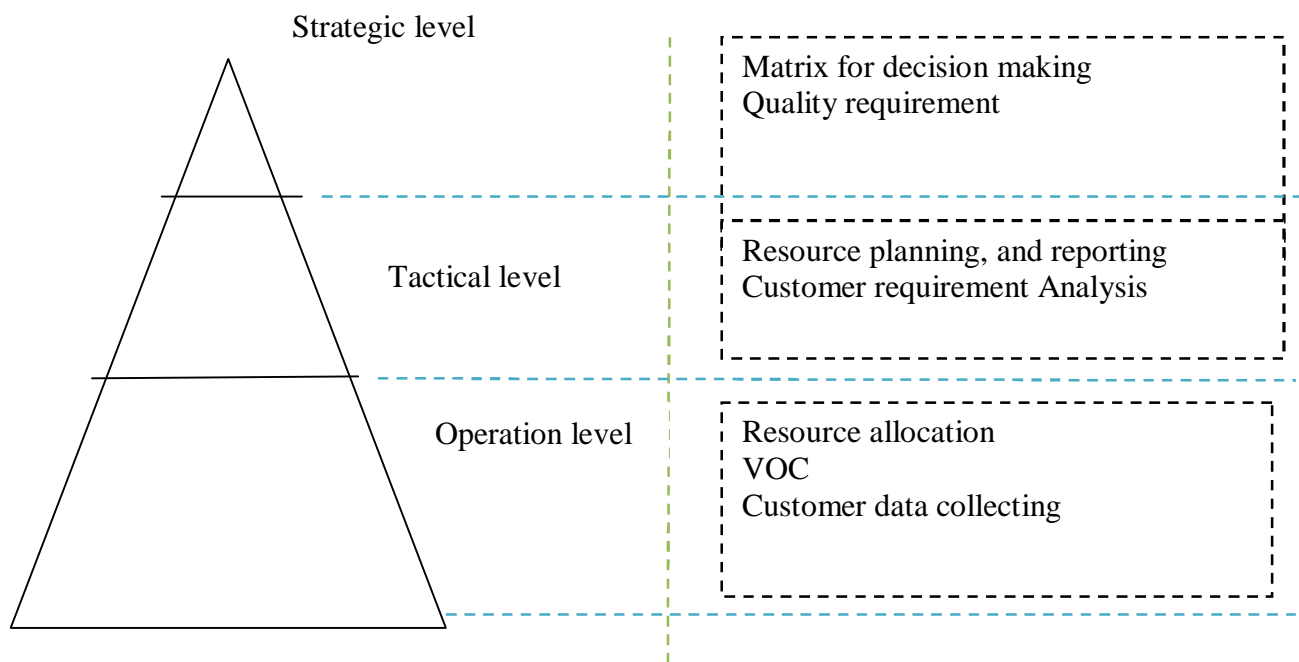 Strategic level
Matrix for decision making
Quality requirement
Tactical level
Resource planning, and reporting
Customer requirement Analysis
Operation level
Resource allocation
VOC
Customer data collecting